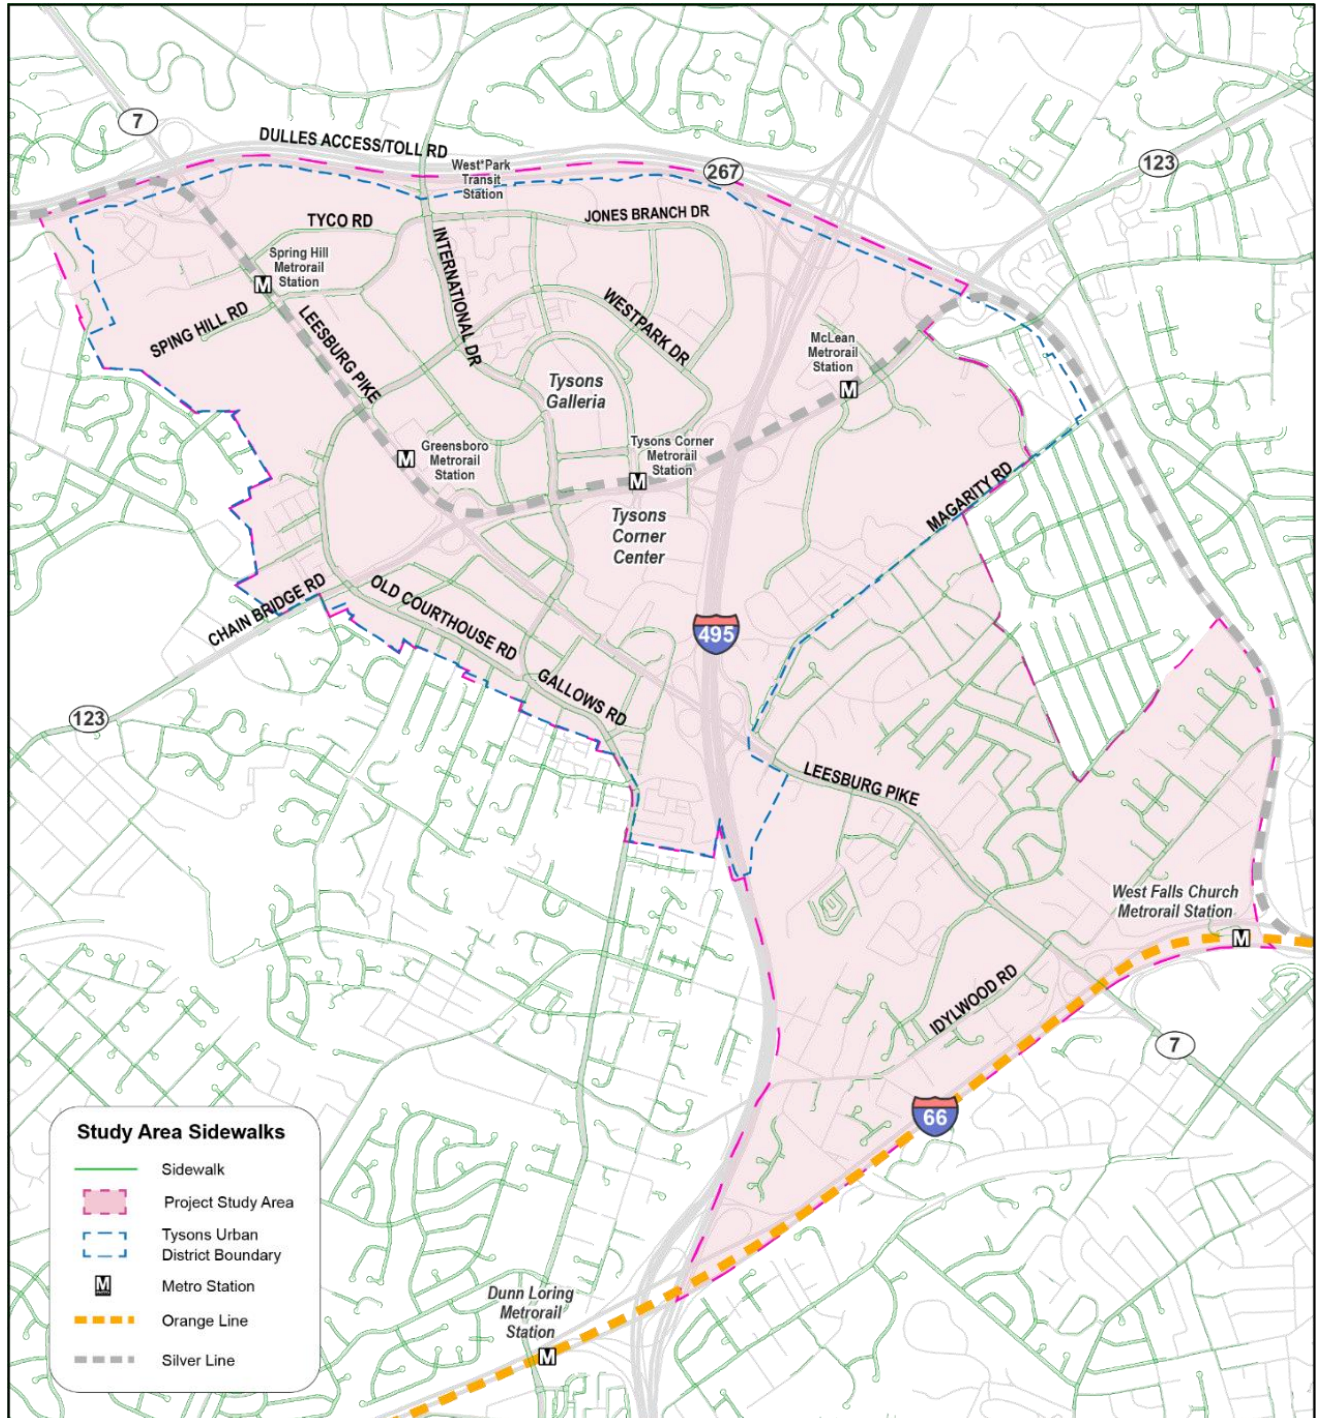 7
DULLES ACCESS/TOLL RD
West*Park
Transit
Station
267
123
TYCO RD
JONES BRANCH DR
INTERNATIONAL DR
Spring Hill
Metrorail
Station
M
SPING HILL RD
LEESBURG PIKE
WESTPARK DR
McLean
Metrorail
Station
M
Tysons
Galleria
Greensboro
Metrorail
Station
M
Tysons Corner
Metrorail
Station
M
Tysons
Corner
Center
MAGARITY RD
CHAIN BRIDGE RD
OLD COURTHOUSE RD
495
GALLOWS RD
123
LEESBURG PIKE
West Falls Church
Metrorail Station
M
IDYLWOOD RD
7
66
Dunn Loring
Metrorail
Station
M
Study Area Sidewalks
Sidewalk
Project Study Area
Tysons Urban
District Boundary
M
Metro Station
Orange Line
Silver Line